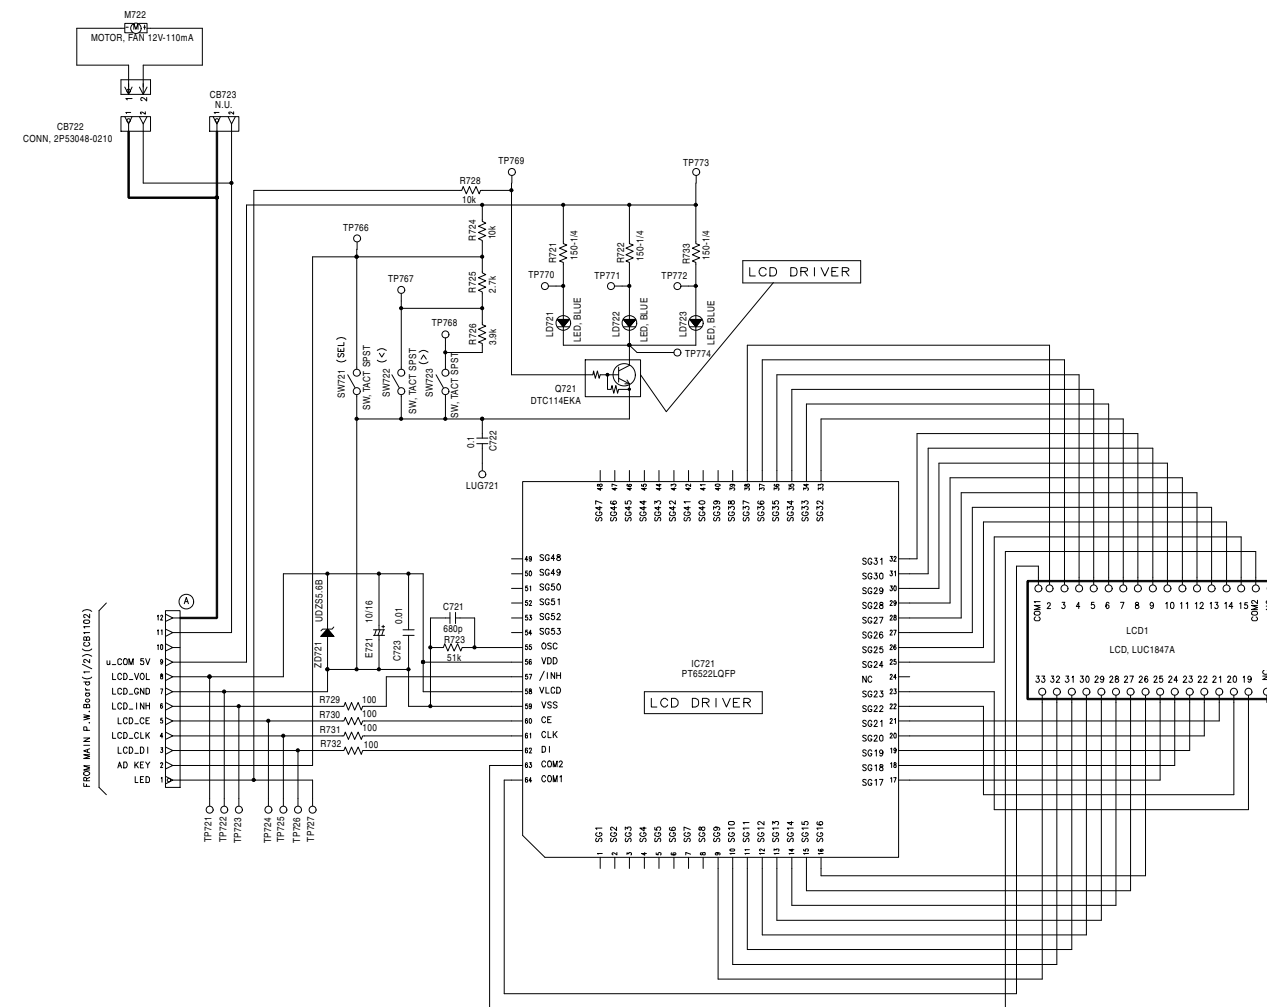 M722
MOTOR, FAN 12V-110mA
1 2
1 2
CB722
CONN, 2P53048-0210
CB723
N.U.
1 2
TP769
TP773
R728
10k
TP766
R724
10k
R721
150-1/4
R722
150-1/4
R733
150-1/4
TP767
R725
2.7k
TP770
TP771
TP772
LCD DRIVER
TP768
R726
3.9k
LD721
LED, BLUE
LD722
LED, BLUE
LD723
LED, BLUE
TP774
SW721 (SEL)
SW, TACT SPST
SW722 (<)
SW, TACT SPST
SW723 (>)
SW, TACT SPST
Q721
DTC114EKA
0.1
C722
LUG721
48 47 46 45 44 43 42 41 40 39 38 37 36 35 34 33
SG47 SG46 SG45 SG44 SG43 SG42 SG41 SG40 SG39 SG38 SG37 SG36 SG35 SG34 SG33 SG32
49 SG48
50 SG49
51 SG50
52 SG51
53 SG52
54 SG53
55 OSC
56 VDD
57 /INH
58 VLCD
59 VSS
60 CE
61 CLK
62 DI
63 COM2
64 COM1
SG31 32
SG30 31
SG29 30
SG28 29
SG27 28
SG26 27
SG25 26
SG24 25
NC 24
SG23 23
SG22 22
SG21 21
SG20 20
SG19 19
SG18 18
SG17 17
IC721
PT6522LQFP
LCD DRIVER
SG1 SG2 SG3 SG4 SG5 SG6 SG7 SG8 SG9 SG10 SG11 SG12 SG13 SG14 SG15 SG16
1 2 3 4 5 6 7 8 9 10 11 12 13 14 15 16
COM1 2 3 4 5 6 7 8 9 10 11 12 13 14 15 COM2
LCD1
LCD, LUC1847A
33 32 31 30 29 28 27 26 25 24 23 22 21 20 19 NC
ZD721
UDZS5.6B
E721
10/16
C723
0.01
C721
680p
R723
51k
R729 100
R730 100
R731 100
R732 100
FROM MAIN P.W.Board(1/2)(CB1102)
A
12
11
10
u_COM 5V 9
LCD_VOL 8
LCD_GND 7
LCD_INH 6
LCD_CE 5
LCD_CLK 4
LCD_DI 3
AD KEY 2
LED 1
TP721 TP722 TP723 TP724 TP725 TP726 TP727